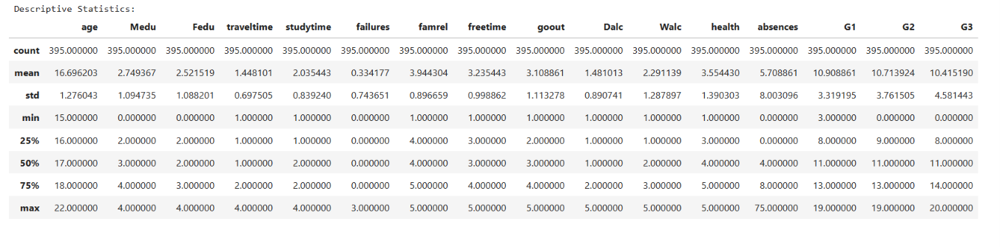 Descriptive Statistics:
age Medu Fedu traveltime studytime failures famrel freetime goout Dalc Walc health absences G1 G2 G3
count 395.000000 395.000000 395.000000 395.000000 395.000000 395.000000 395.000000 395.000000 395.000000 395.000000 395.000000 395.000000 395.000000 395.000000 395.000000 395.000000
mean 16.696203 2.749367 2.521519 1.448101 2.035443 0.334177 3.944304 3.235443 3.108861 1.481013 2.291139 3.554430 5.708861 10.908861 10.713924 10.415190
std 1.276043 1.094735 1.088201 0.697505 0.839240 0.743651 0.896659 0.998862 1.113278 0.890741 1.287897 1.390303 8.003096 3.319195 3.761505 4.581443
min 15.000000 0.000000 0.000000 1.000000 1.000000 0.000000 1.000000 1.000000 1.000000 1.000000 1.000000 1.000000 0.000000 3.000000 0.000000 0.000000
25% 16.000000 2.000000 2.000000 1.000000 1.000000 0.000000 4.000000 3.000000 2.000000 1.000000 1.000000 3.000000 0.000000 8.000000 9.000000 8.000000
50% 17.000000 3.000000 2.000000 1.000000 2.000000 0.000000 4.000000 3.000000 3.000000 1.000000 2.000000 4.000000 4.000000 11.000000 11.000000 11.000000
75% 18.000000 4.000000 3.000000 2.000000 2.000000 0.000000 5.000000 4.000000 4.000000 2.000000 3.000000 5.000000 8.000000 13.000000 13.000000 14.000000
max 22.000000 4.000000 4.000000 4.000000 4.000000 3.000000 5.000000 5.000000 5.000000 5.000000 5.000000 5.000000 75.000000 19.000000 19.000000 20.000000